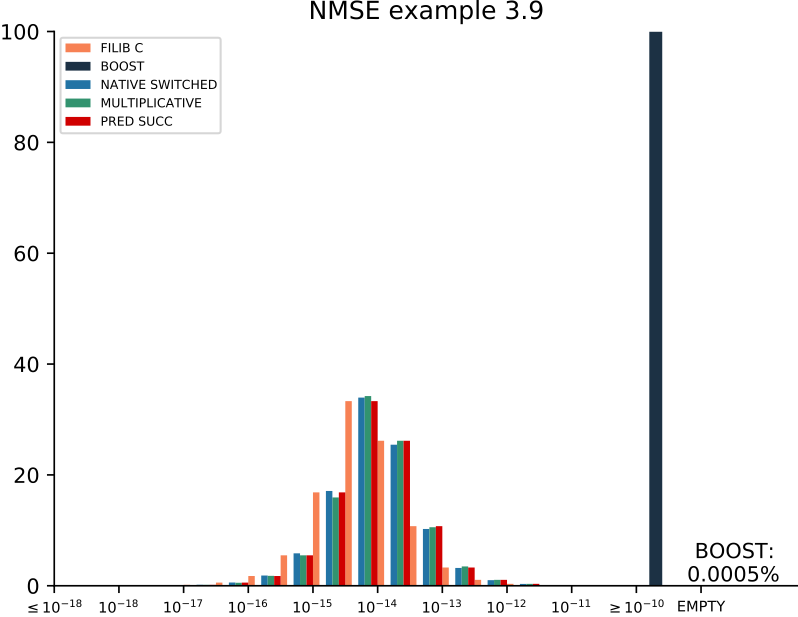 NMSE example 3.9
100
80
60
40
20
0
FILIB C
BOOST
NATIVE SWITCHED
MULTIPLICATIVE
PRED SUCC
BOOST:
0.0005%
≤ 10⁻¹⁸ 10⁻¹⁸ 10⁻¹⁷ 10⁻¹⁶ 10⁻¹⁵ 10⁻¹⁴ 10⁻¹³ 10⁻¹² 10⁻¹¹ ≥ 10⁻¹⁰ EMPTY